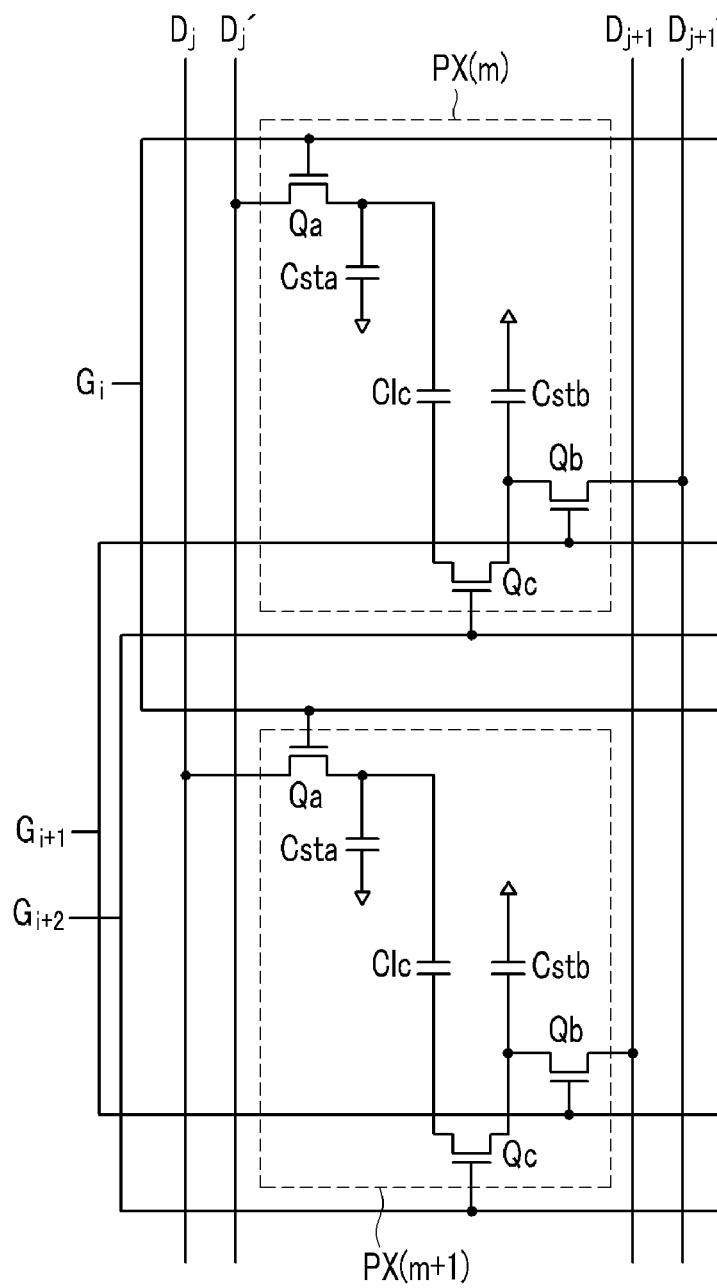 Dⱼ Dⱼ′ Dⱼ₊₁ Dⱼ₊₁′
PX(m)
Qa
Csta
Gᵢ
Clc Cstb
Qb
Qc
Qa
Gᵢ₊₁
Csta
Gᵢ₊₂
Clc Cstb
Qb
Qc
PX(m+1)